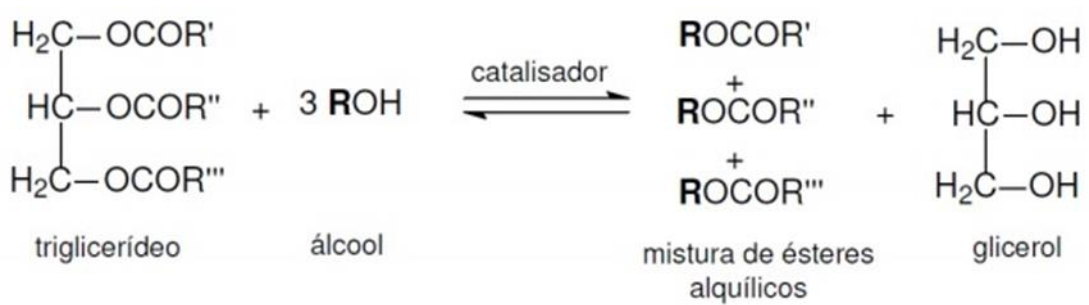 H₂C—OCOR'
HC—OCOR"
H₂C—OCOR'''
triglicerídeo
+
3 ROH
álcool
catalisador
ROCOR'
+
ROCOR"
+
ROCOR'''
mistura de ésteres
alquílicos
+
H₂C—OH
HC—OH
H₂C—OH
glicerol